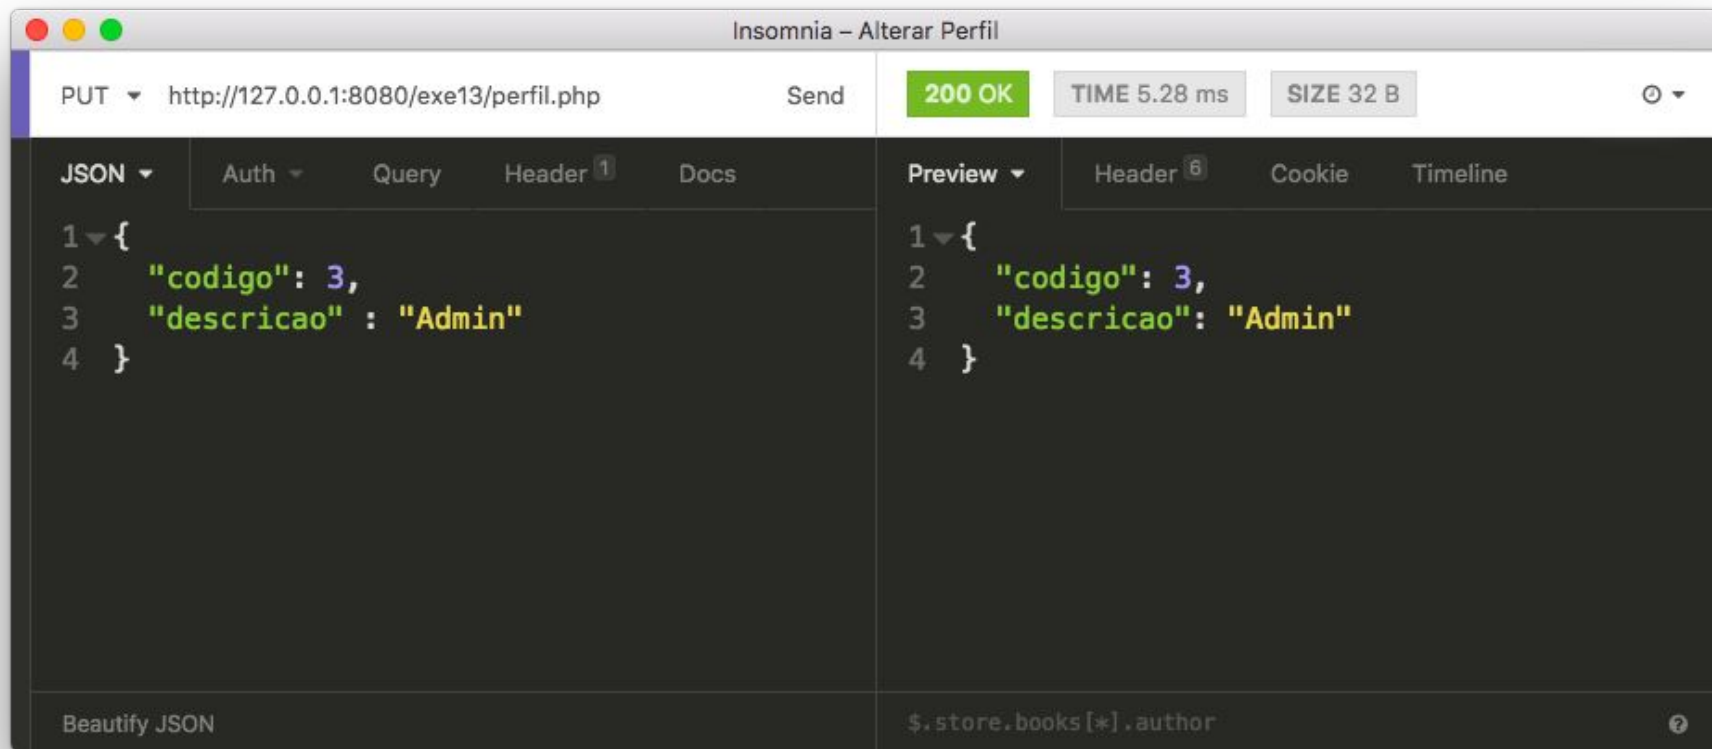 Insomnia – Alterar Perfil
PUT http://127.0.0.1:8080/exe13/perfil.php Send 200 OK TIME 5.28 ms SIZE 32 B
JSON Auth Query Header 1 Docs
1 {
2 "codigo": 3,
3 "descricao" : "Admin"
4 }
Beautify JSON
Preview Header 6 Cookie Timeline
1 {
2 "codigo": 3,
3 "descricao": "Admin"
4 }
$.store.books[*].author